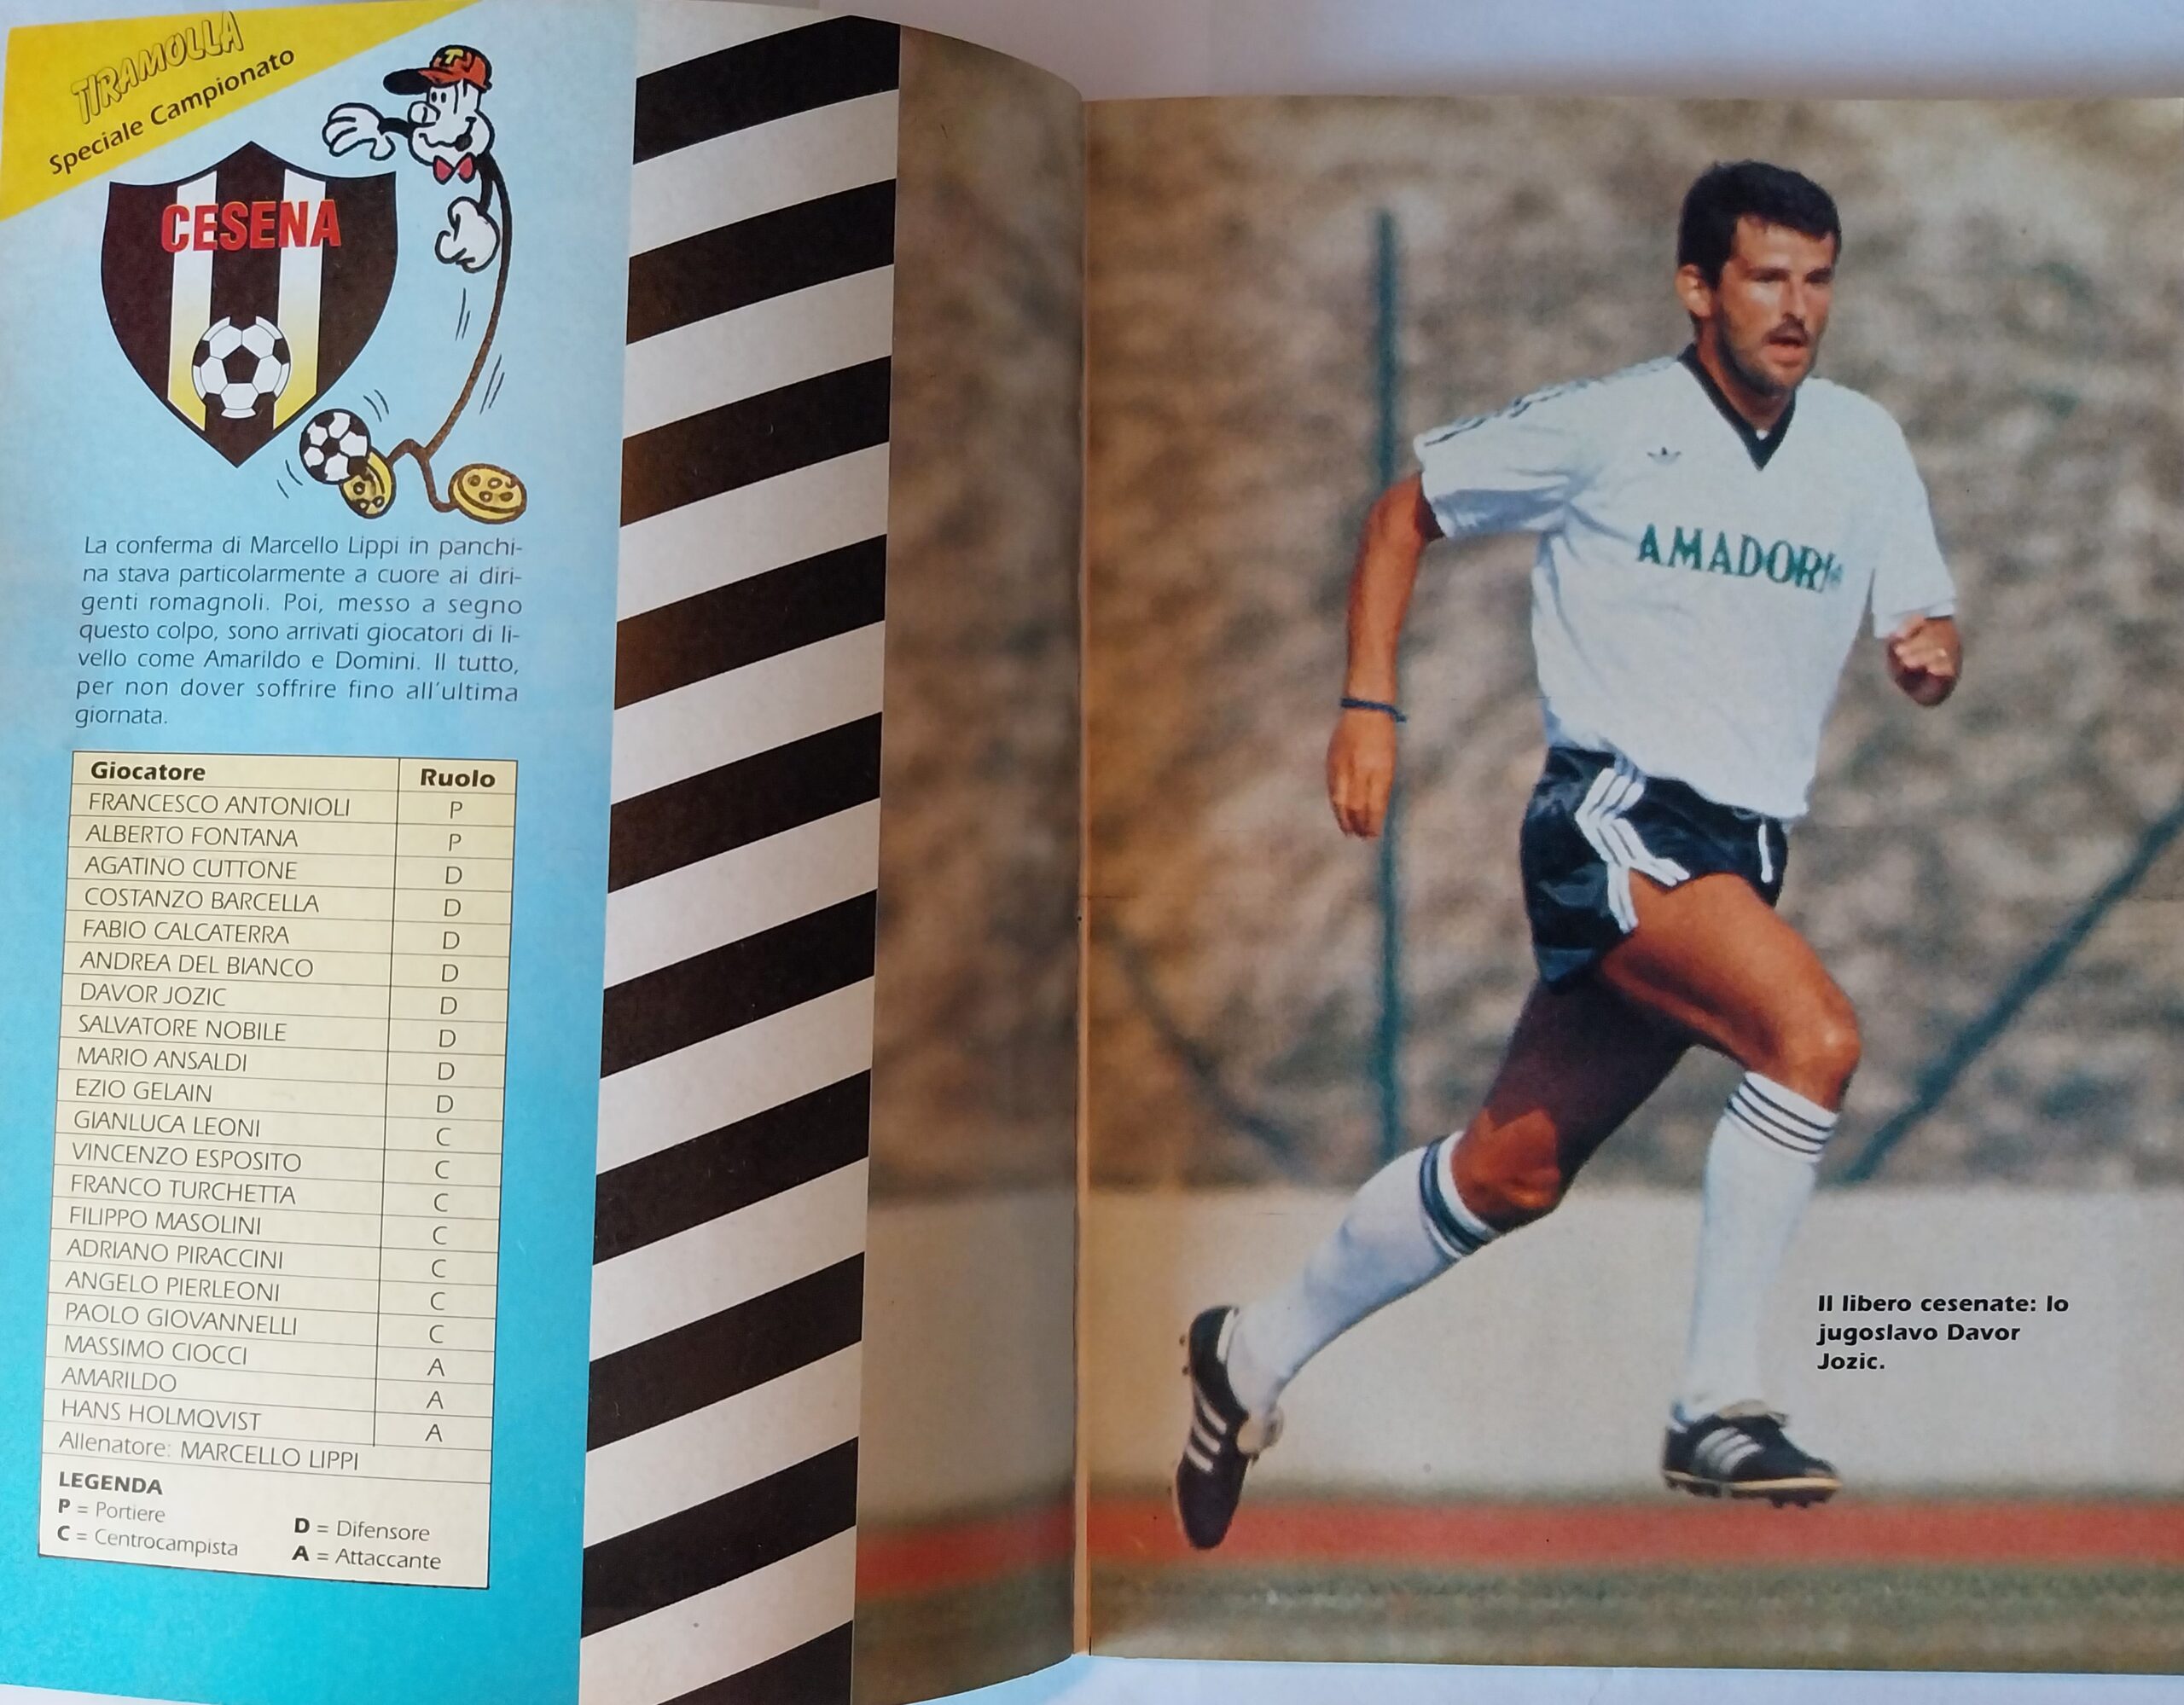 TIRAMOLLA
Speciale Campionato
T
CESENA
La conferma di Marcello Lippi in panchi-
na stava particolarmente a cuore ai diri-
genti romagnoli. Poi, messo a segno
questo colpo, sono arrivati giocatori di li-
vello come Amarildo e Domini. Il tutto,
per non dover soffrire fino all'ultima
giornata.
Giocatore Ruolo
FRANCESCO ANTONIOLI P
ALBERTO FONTANA P
AGATINO CUTTONE D
COSTANZO BARCELLA D
FABIO CALCATERRA D
ANDREA DEL BIANCO D
DAVOR JOZIC D
SALVATORE NOBILE D
MARIO ANSALDI D
EZIO GELAIN D
GIANLUCA LEONI C
VINCENZO ESPOSITO C
FRANCO TURCHETTA C
FILIPPO MASOLINI C
ADRIANO PIRACCINI C
ANGELO PIERLEONI C
PAOLO GIOVANNELLI C
MASSIMO CIOCCI A
AMARILDO A
HANS HOLMQVIST A
Allenatore: MARCELLO LIPPI
LEGENDA
P = Portiere D = Difensore
C = Centrocampista A = Attaccante
AMADORI
Il libero cesenate: lo
jugoslavo Davor
Jozic.